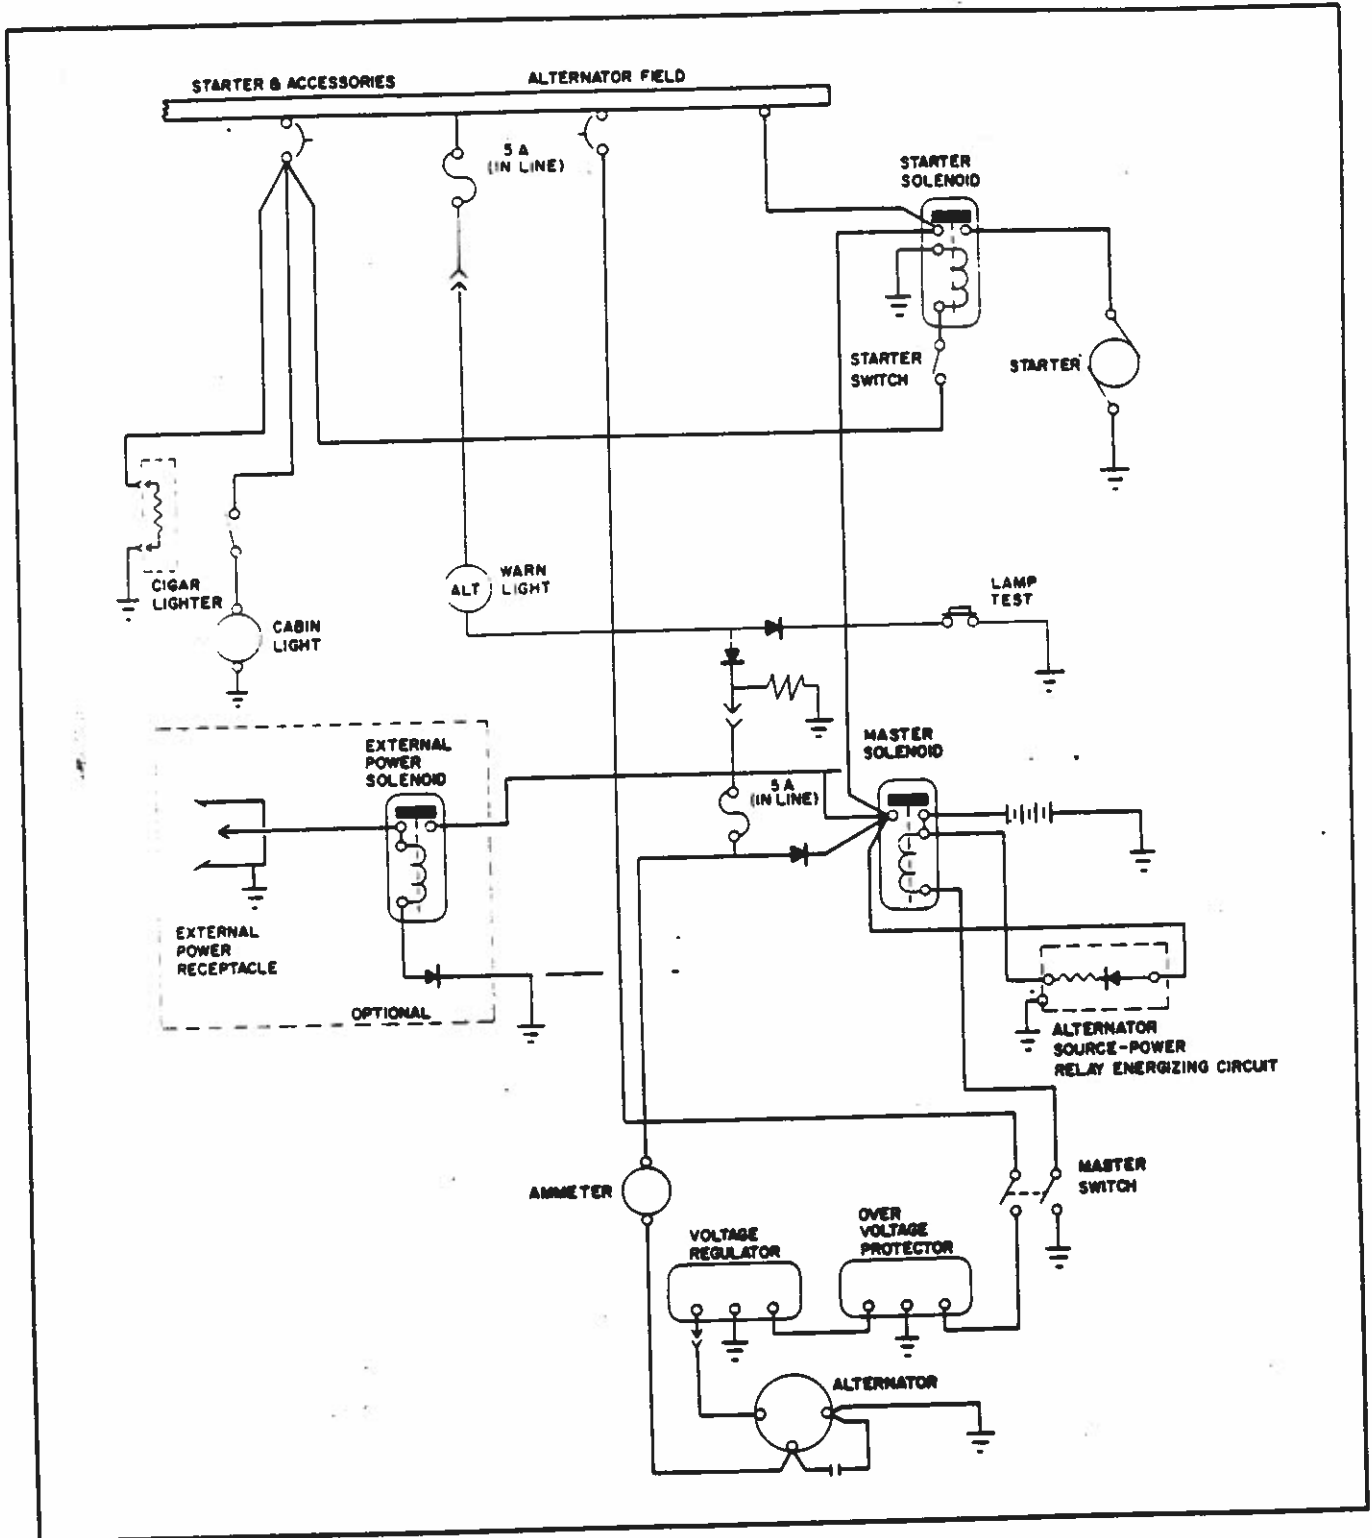 STARTER & ACCESSORIES
ALTERNATOR FIELD
5 A
(IN LINE)
STARTER
SOLENOID
STARTER
SWITCH
STARTER
CIGAR
LIGHTER
CABIN
LIGHT
ALT
WARN
LIGHT
LAMP
TEST
EXTERNAL
POWER
SOLENOID
MASTER
SOLENOID
5 A
(IN LINE)
EXTERNAL
POWER
RECEPTACLE
OPTIONAL
ALTERNATOR
SOURCE-POWER
RELAY ENERGIZING CIRCUIT
AMMETER
MASTER
SWITCH
VOLTAGE
REGULATOR
OVER
VOLTAGE
PROTECTOR
ALTERNATOR